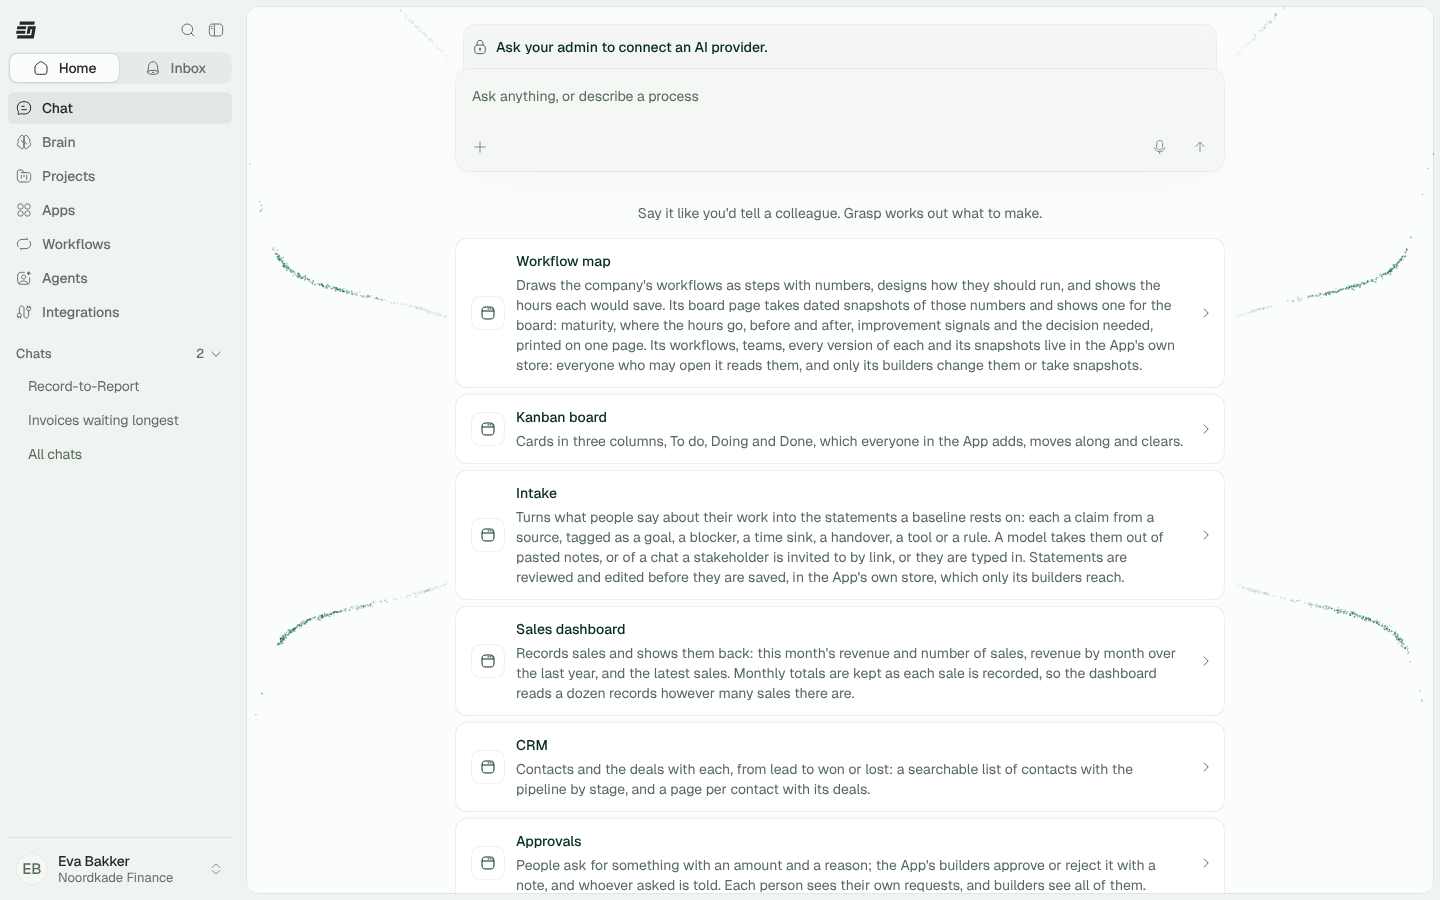 Home
Inbox
Chat
Brain
Projects
Apps
Workflows
Agents
Integrations
Chats 2
Record-to-Report
Invoices waiting longest
All chats
EB
Eva Bakker
Noordkade Finance
Ask your admin to connect an AI provider.
Ask anything, or describe a process
Say it like you'd tell a colleague. Grasp works out what to make.
Workflow map
Draws the company's workflows as steps with numbers, designs how they should run, and shows the
hours each would save. Its board page takes dated snapshots of those numbers and shows one for the
board: maturity, where the hours go, before and after, improvement signals and the decision needed,
printed on one page. Its workflows, teams, every version of each and its snapshots live in the App's own
store: everyone who may open it reads them, and only its builders change them or take snapshots.
Kanban board
Cards in three columns, To do, Doing and Done, which everyone in the App adds, moves along and clears.
Intake
Turns what people say about their work into the statements a baseline rests on: each a claim from a
source, tagged as a goal, a blocker, a time sink, a handover, a tool or a rule. A model takes them out of
pasted notes, or of a chat a stakeholder is invited to by link, or they are typed in. Statements are
reviewed and edited before they are saved, in the App's own store, which only its builders reach.
Sales dashboard
Records sales and shows them back: this month's revenue and number of sales, revenue by month over
the last year, and the latest sales. Monthly totals are kept as each sale is recorded, so the dashboard
reads a dozen records however many sales there are.
CRM
Contacts and the deals with each, from lead to won or lost: a searchable list of contacts with the
pipeline by stage, and a page per contact with its deals.
Approvals
People ask for something with an amount and a reason; the App's builders approve or reject it with a
note, and whoever asked is told. Each person sees their own requests, and builders see all of them.